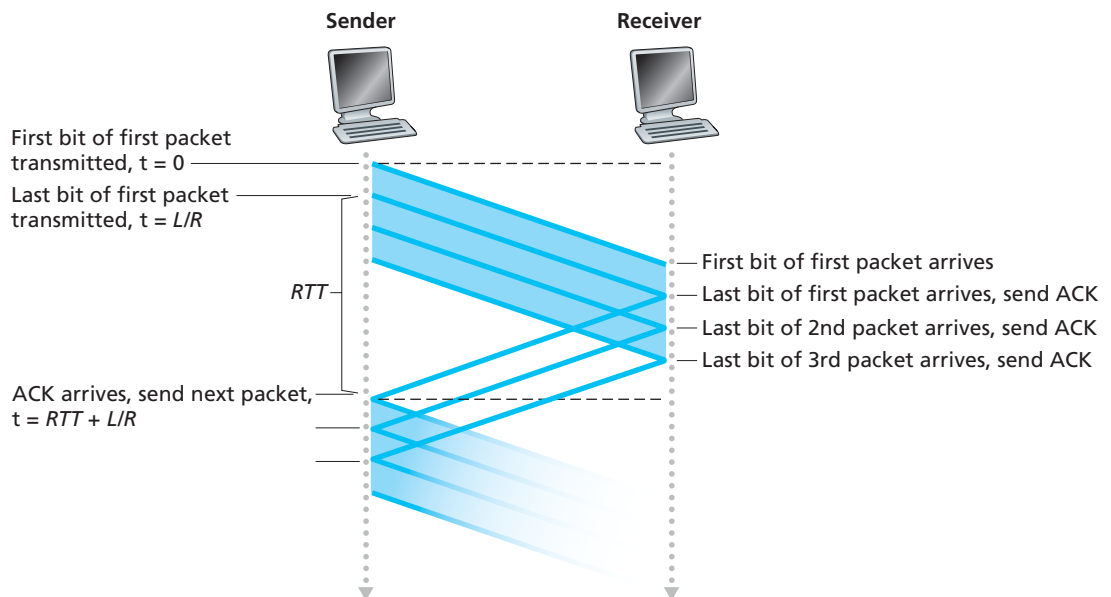 Sender
Receiver
First bit of first packet
transmitted, t = 0
Last bit of first packet
transmitted, t = L/R
RTT
First bit of first packet arrives
Last bit of first packet arrives, send ACK
Last bit of 2nd packet arrives, send ACK
Last bit of 3rd packet arrives, send ACK
ACK arrives, send next packet,
t = RTT + L/R